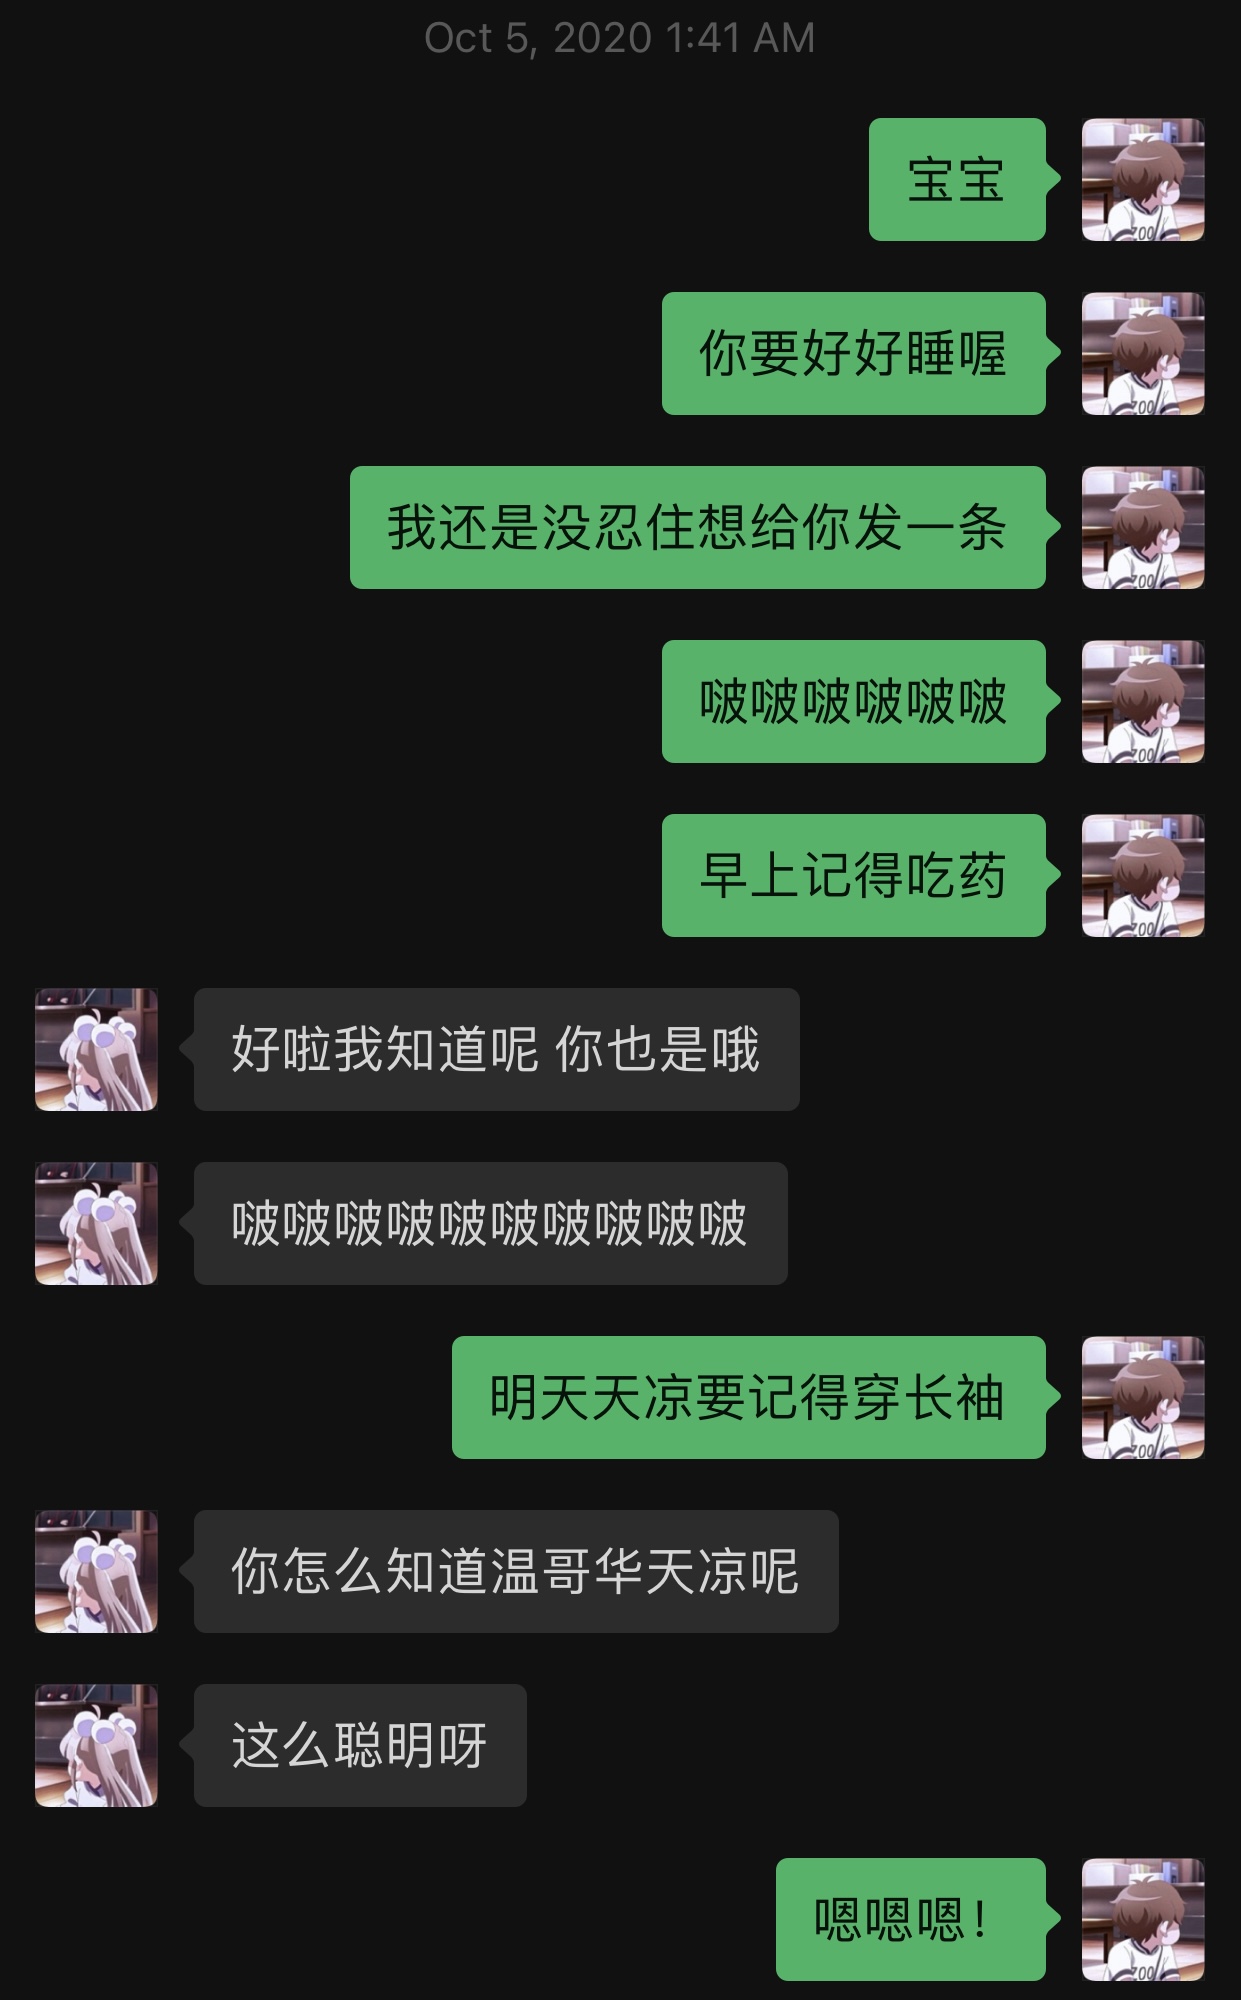 Oct 5, 2020 1:41 AM
宝宝
你要好好睡喔
我还是没忍住想给你发一条
啵啵啵啵啵啵
早上记得吃药
好啦我知道呢 你也是哦
啵啵啵啵啵啵啵啵啵啵
明天天凉要记得穿长袖
你怎么知道温哥华天凉呢
这么聪明呀
嗯嗯嗯！